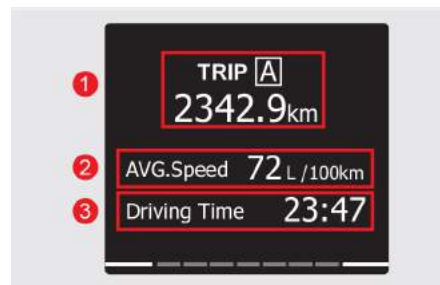 1
TRIP A
2342.9km
2
AVG.Speed 72 L/100km
3
Driving Time 23:47